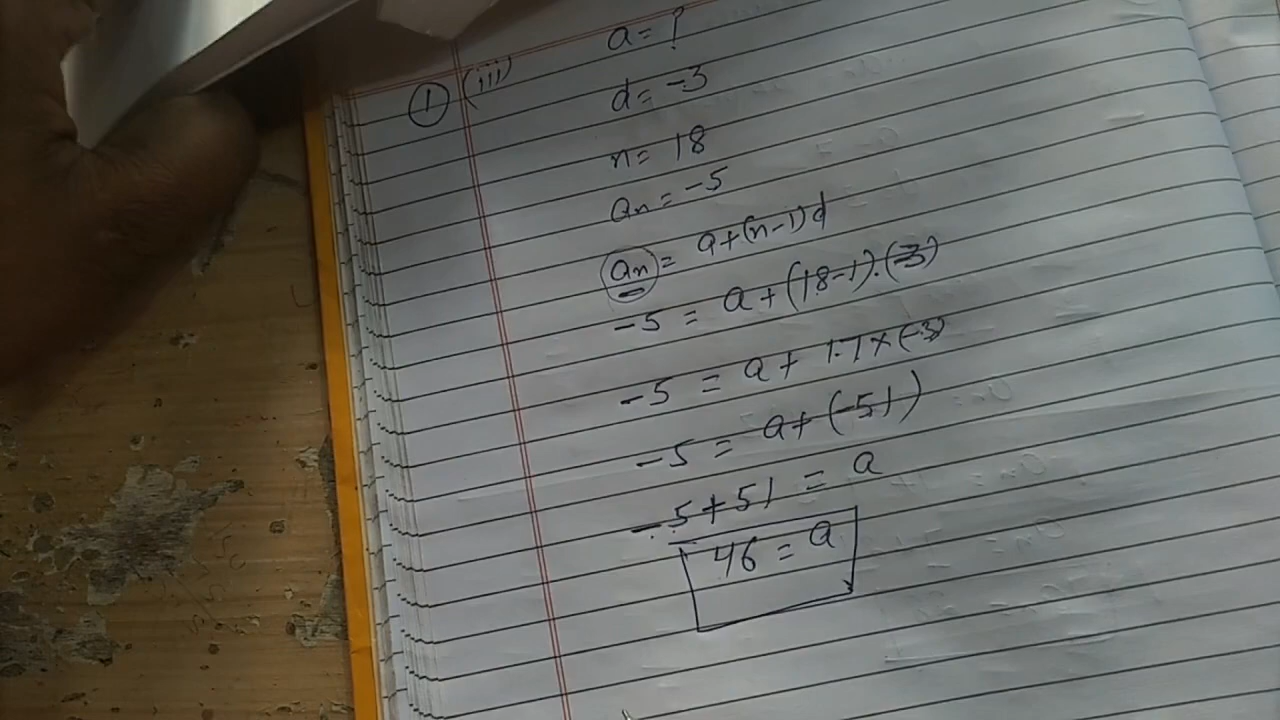 ① (iii) a = ?
d = -3
n = 18
an = -5
an = a+(n-1)d
-5 = a + (18-1).(-3)
-5 = a + 17 x (-3)
-5 = a + (-51)
-5+51 = a
46 = a